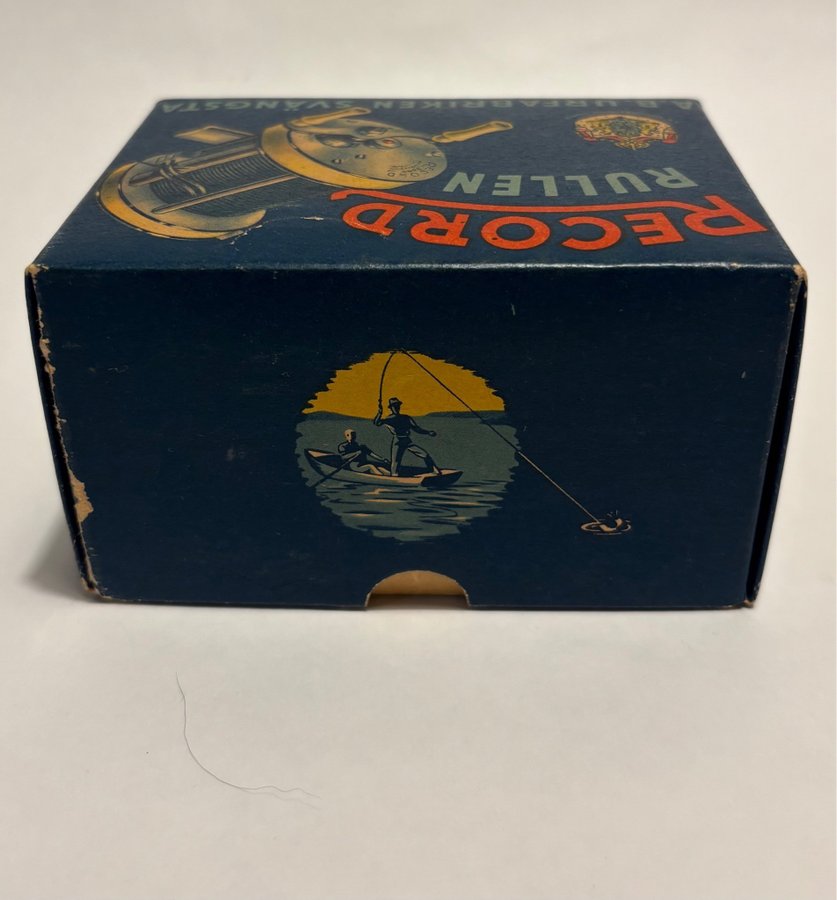 RECORD
RULLEN
A.B. URFABRIKEN SVÄNGSTA